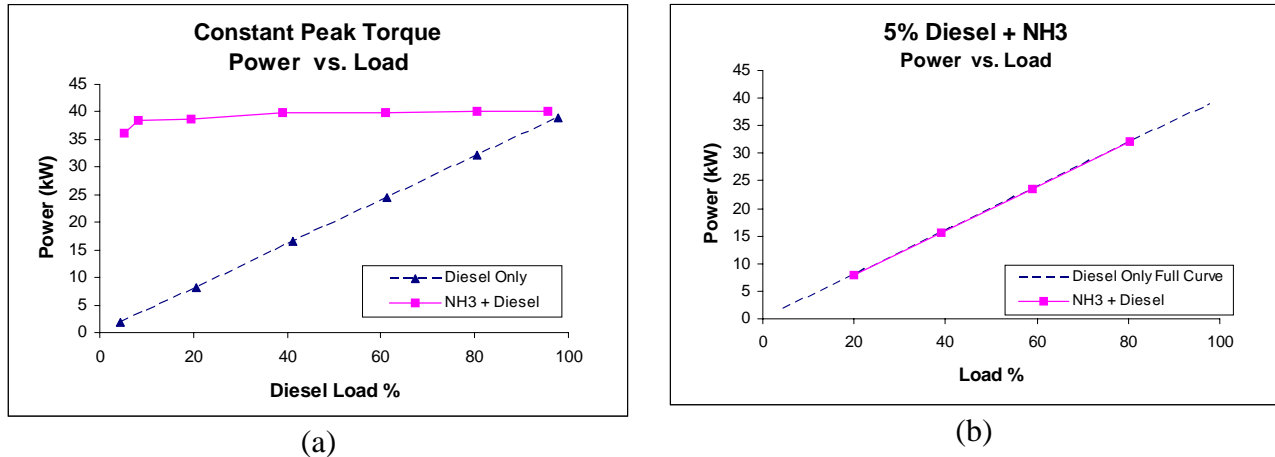 Constant Peak Torque
Power vs. Load
Power (kW)
45
40
35
30
25
20
15
10
5
0
0 20 40 60 80 100
Diesel Load %
Diesel Only
NH3 + Diesel
(a)
5% Diesel + NH3
Power vs. Load
Power (kW)
45
40
35
30
25
20
15
10
5
0
0 20 40 60 80 100
Load %
Diesel Only Full Curve
NH3 + Diesel
(b)